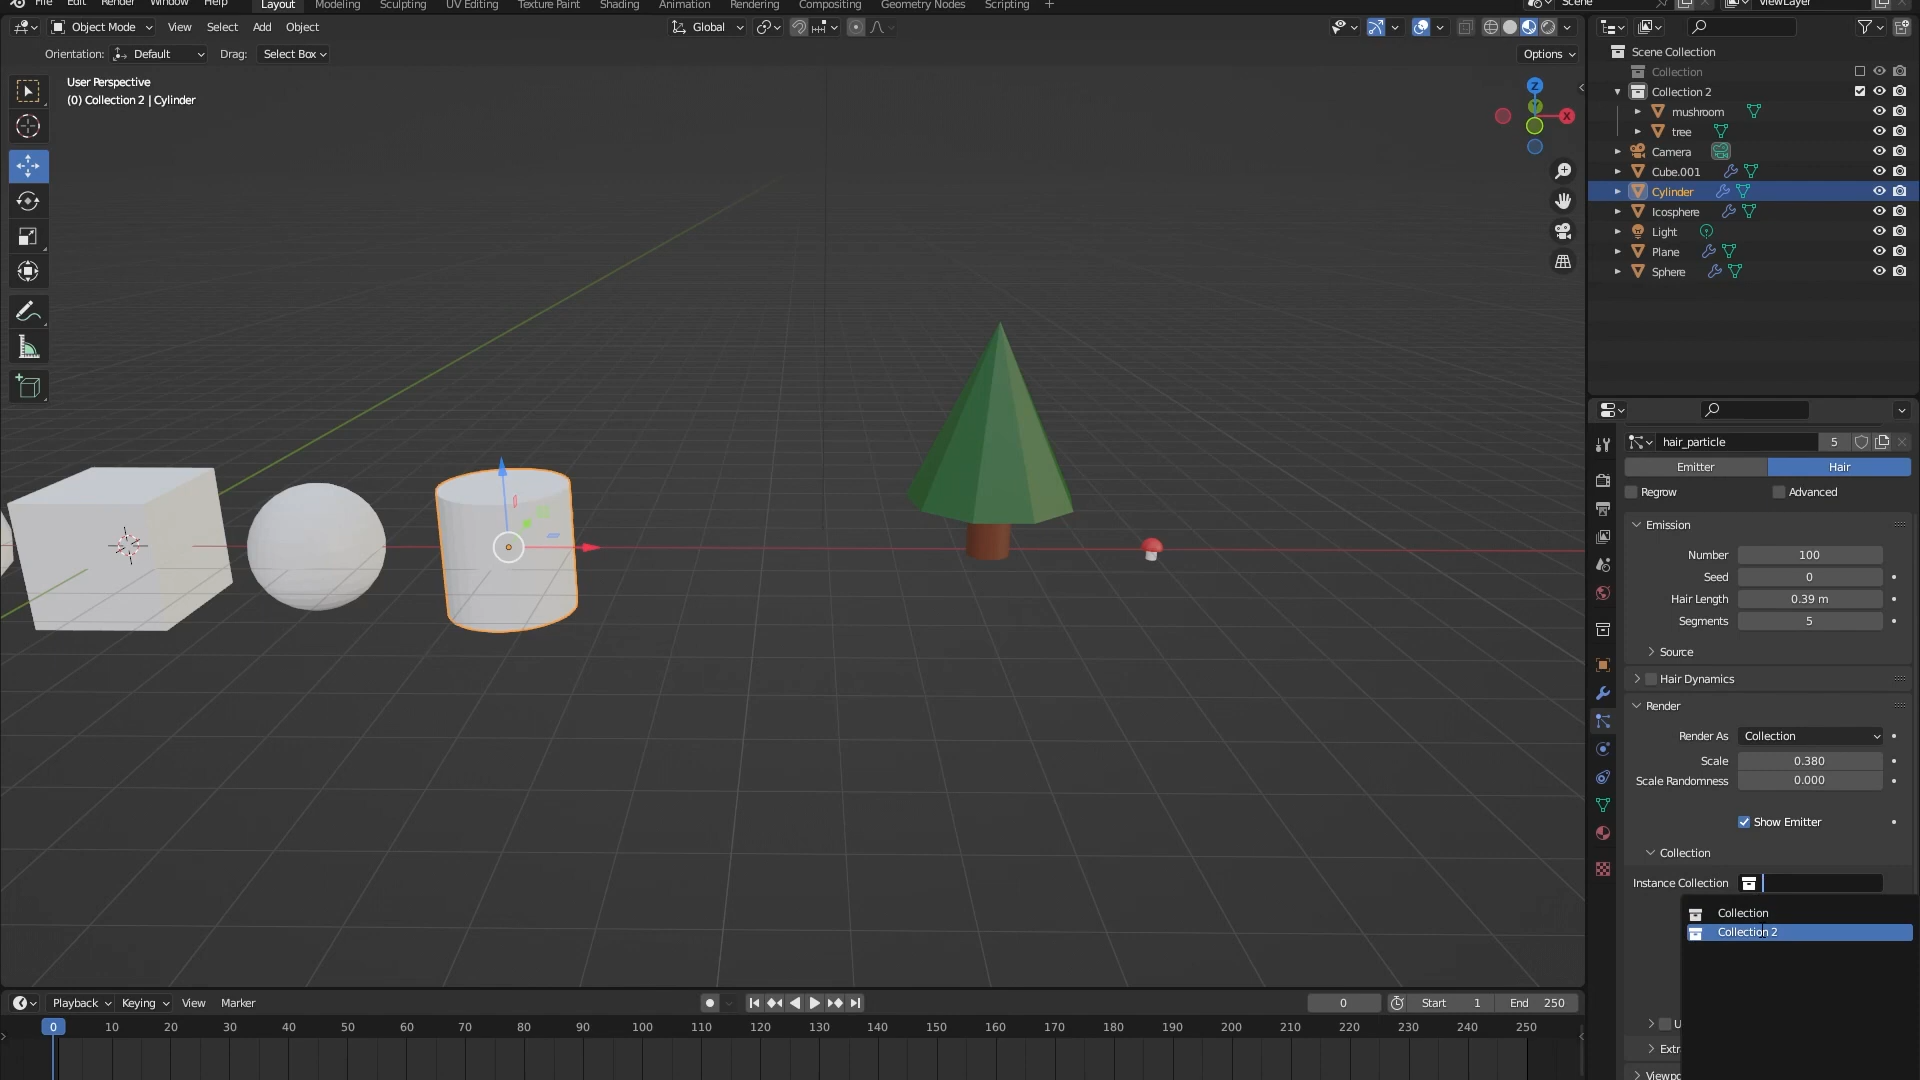 File Edit Render Window Help Layout Modeling Sculpting UV Editing Texture Paint Shading Animation Rendering Compositing Geometry Nodes Scripting + Scene ViewLayer
Object Mode View Select Add Object Global
Orientation: Default Drag: Select Box Options
User Perspective
(0) Collection 2 | Cylinder
Z
Y
X
Scene Collection
Collection
Collection 2
mushroom
tree
Camera
Cube.001
Cylinder
Icosphere
Light
Plane
Sphere
hair_particle 5
Emitter Hair
Regrow Advanced
Emission
Number 100
Seed 0
Hair Length 0.39 m
Segments 5
Source
Hair Dynamics
Render
Render As Collection
Scale 0.380
Scale Randomness 0.000
Show Emitter
Collection
Instance Collection
Collection
Collection 2
U
Extr
Viewpo
Playback Keying View Marker 0 Start 1 End 250
0 10 20 30 40 50 60 70 80 90 100 110 120 130 140 150 160 170 180 190 200 210 220 230 240 250